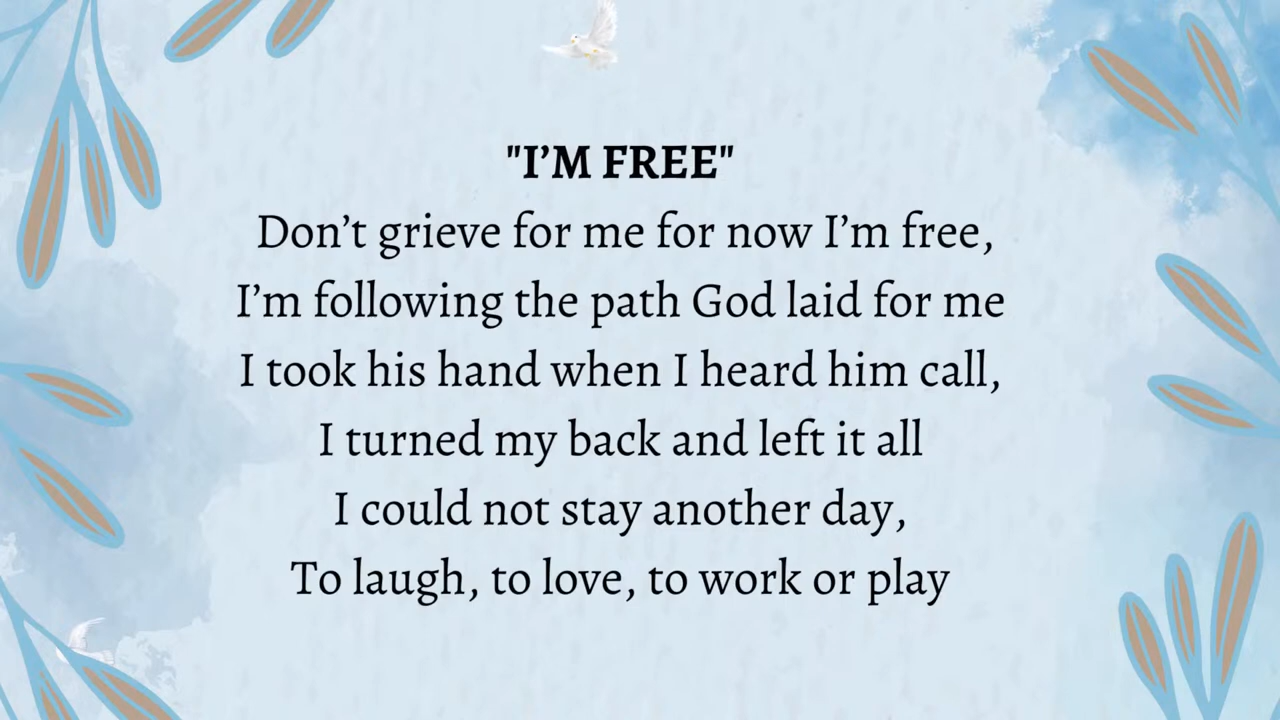 "I’M FREE"
Don’t grieve for me for now I’m free,
I’m following the path God laid for me
I took his hand when I heard him call,
I turned my back and left it all
I could not stay another day,
To laugh, to love, to work or play